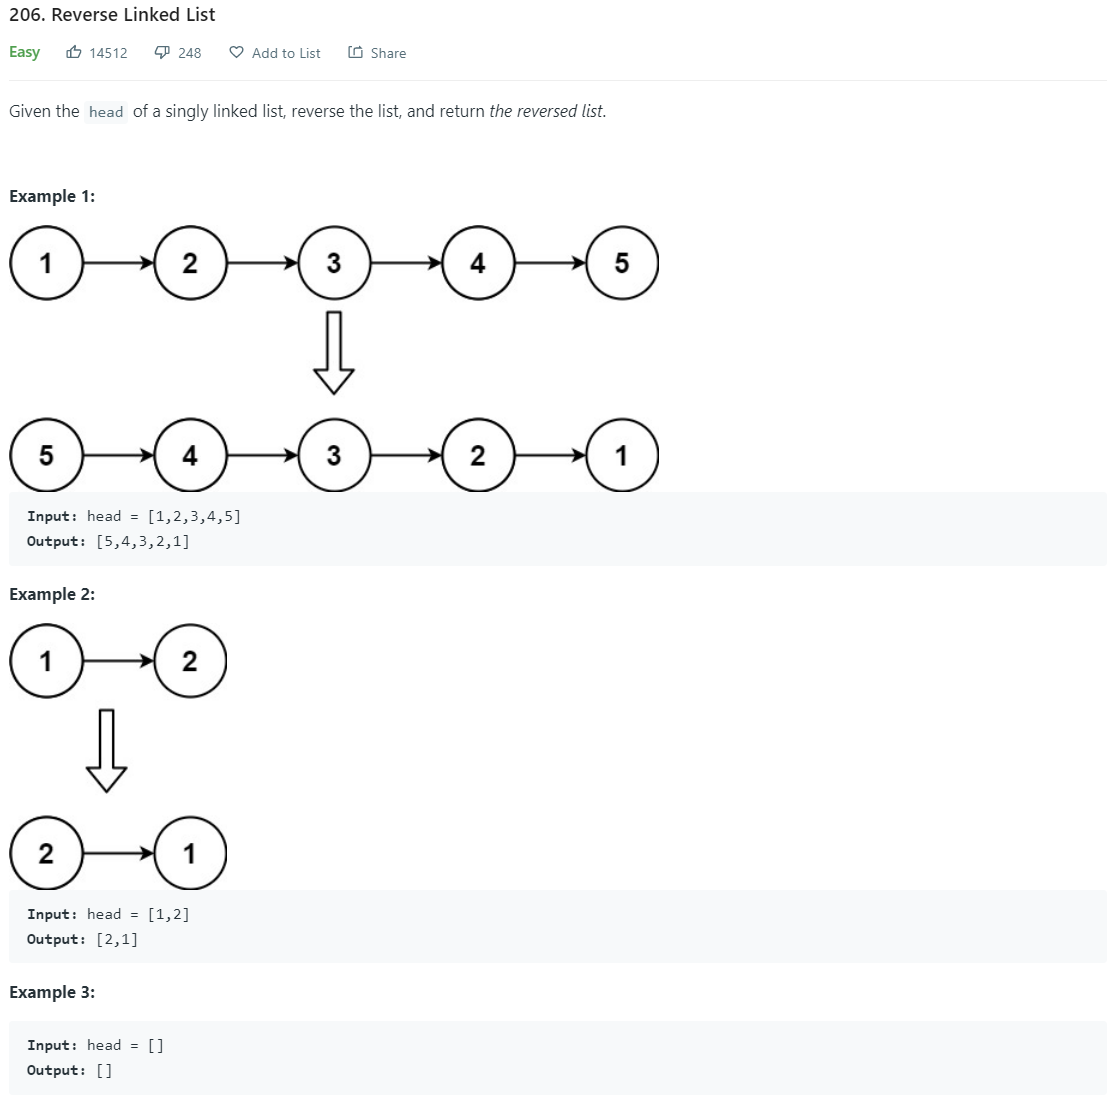 206. Reverse Linked List
Easy 14512 248 Add to List Share
Given the head of a singly linked list, reverse the list, and return the reversed list.
Example 1:
1 2 3 4 5
5 4 3 2 1
Input: head = [1,2,3,4,5]
Output: [5,4,3,2,1]
Example 2:
1 2
2 1
Input: head = [1,2]
Output: [2,1]
Example 3:
Input: head = []
Output: []